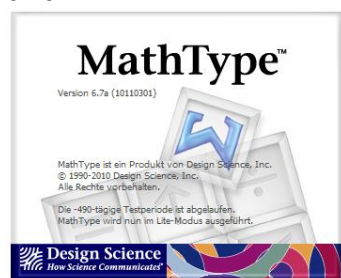 MathType™
Version 6.7a (10110301)
MathType ist ein Produkt von Design Science, Inc.
© 1990-2010 Design Science, Inc.
Alle Rechte vorbehalten.
Die -490-tägige Testperiode ist abgelaufen.
MathType wird nun im Lite-Modus ausgeführt.
Design Science
How Science Communicates®